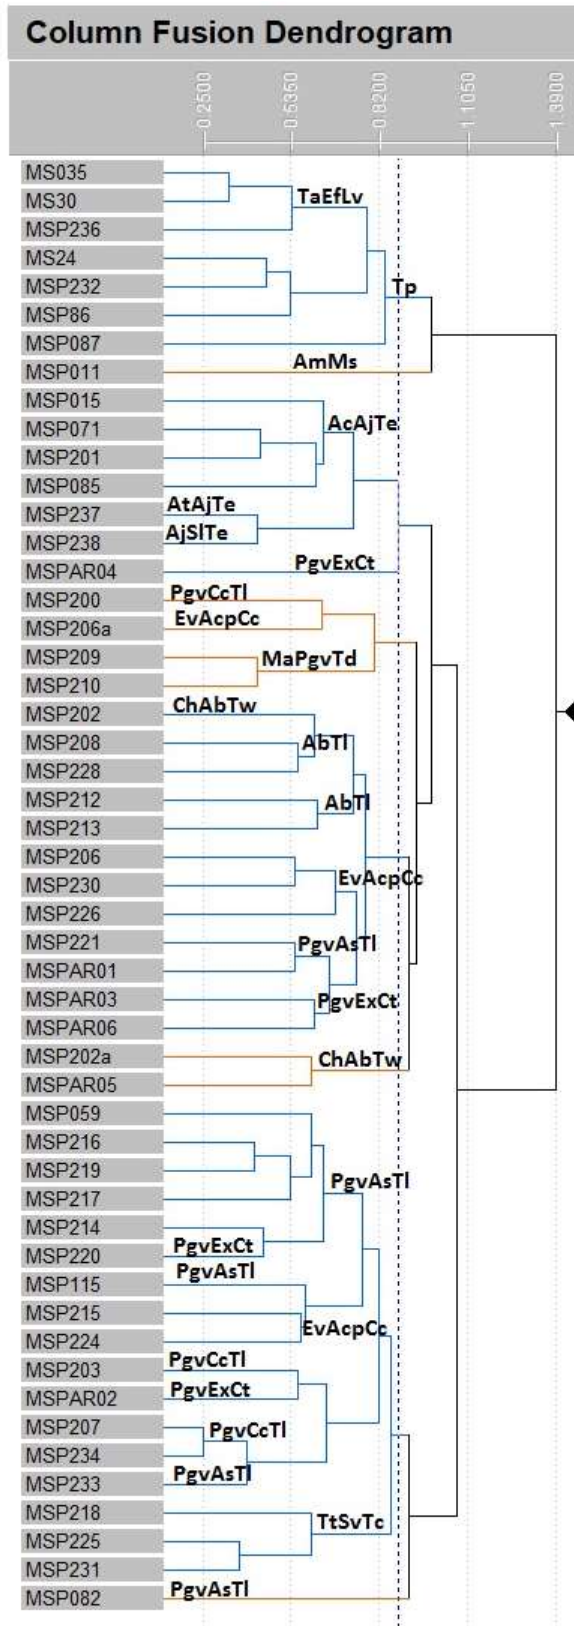 Column Fusion Dendrogram
0.2500 0.5350 0.8200 1.1050 1.3900
MS035
MS30 TaEfLv
MSP236
MS24
MSP232 Tp
MSP86
MSP087
MSP011 AmMs
MSP015
MSP071 AcAjTe
MSP201
MSP085
MSP237 AtAjTe
MSP238 AjSlTe
MSPAR04 PgvExCt
MSP200 PgvCcTl
MSP206a EvAcpCc
MSP209 MaPgvTd
MSP210
MSP202 ChAbTw
MSP208 AbTl
MSP228
MSP212 AbTl
MSP213
MSP206
MSP230 EvAcpCc
MSP226
MSP221 PgvAsTl
MSPAR01
MSPAR03 PgvExCt
MSPAR06
MSP202a ChAbTw
MSPAR05
MSP059
MSP216
MSP219 PgvAsTl
MSP217
MSP214
MSP220 PgvExCt
MSP115 PgvAsTl
MSP215
MSP224 EvAcpCc
MSP203 PgvCcTl
MSPAR02 PgvExCt
MSP207 PgvCcTl
MSP234
MSP233 PgvAsTl
MSP218 TtSvTc
MSP225
MSP231
MSP082 PgvAsTl